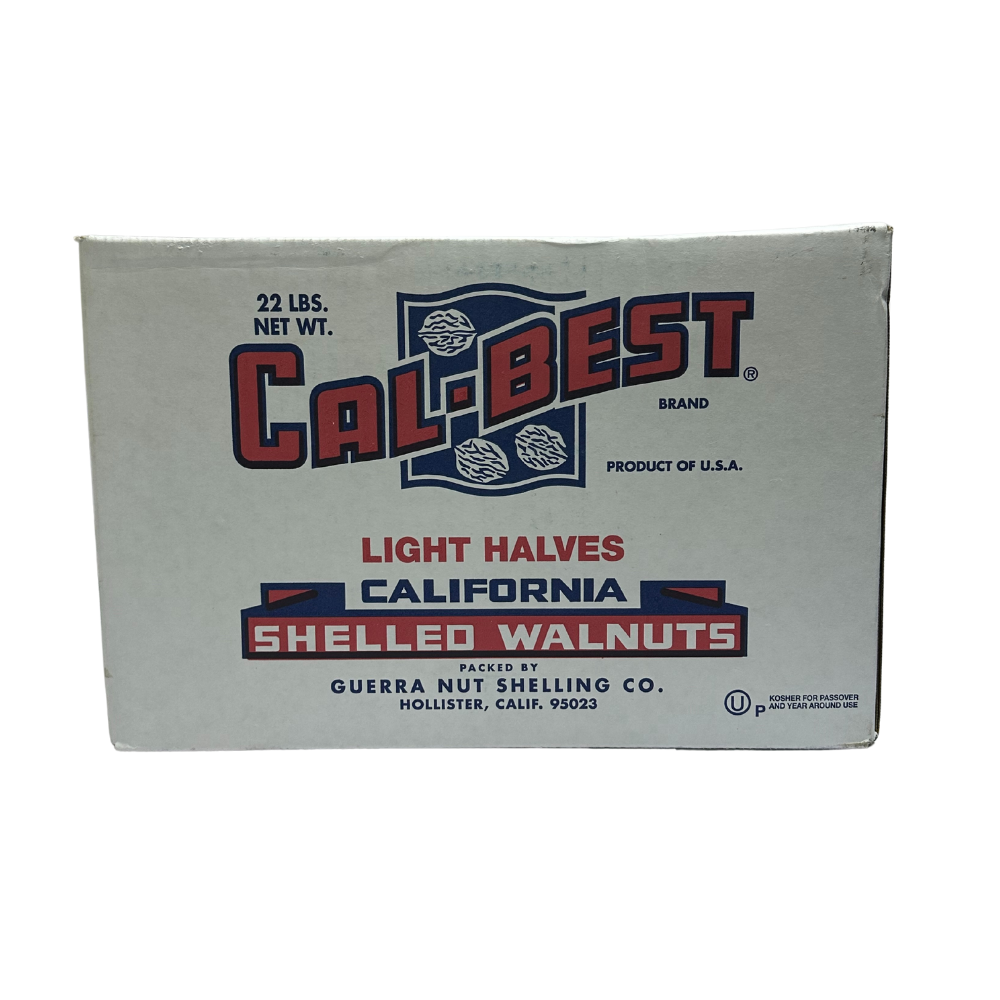 22 LBS.
NET WT.
CAL-BEST®
BRAND
PRODUCT OF U.S.A.
LIGHT HALVES
CALIFORNIA
SHELLED WALNUTS
PACKED BY
GUERRA NUT SHELLING CO.
HOLLISTER, CALIF. 95023
U P KOSHER FOR PASSOVER
AND YEAR AROUND USE